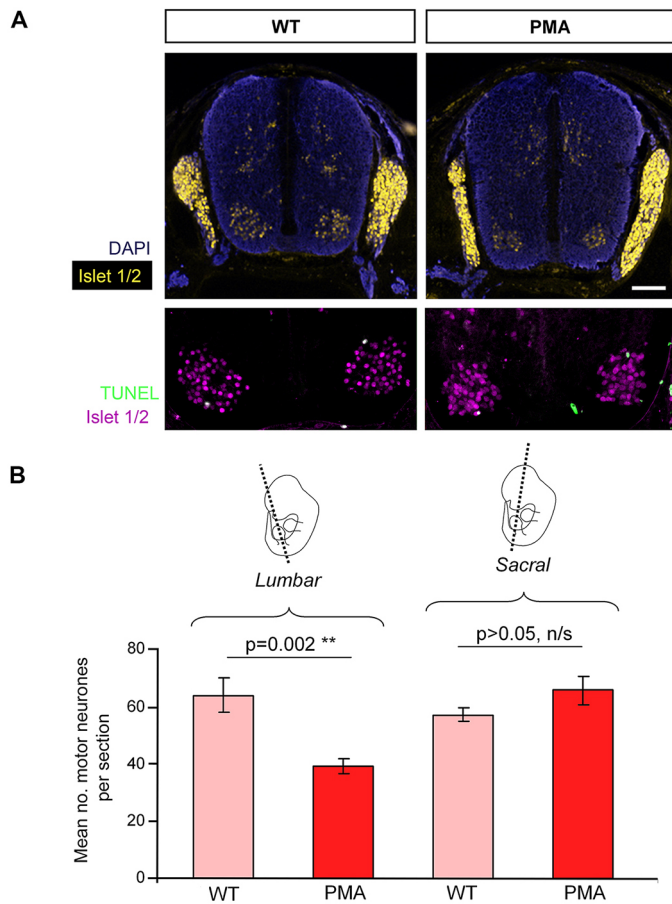 A
WT
PMA
DAPI
Islet 1/2
TUNEL
Islet 1/2
B
Lumbar
Sacral
p=0.002 **
p>0.05, n/s
Mean no. motor neurones
per section
80
60
40
20
0
WT
PMA
WT
PMA